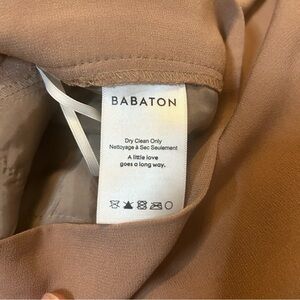 BABATON
Dry Clean Only
Nettoyage à Sec Seulement
A little love
goes a long way.